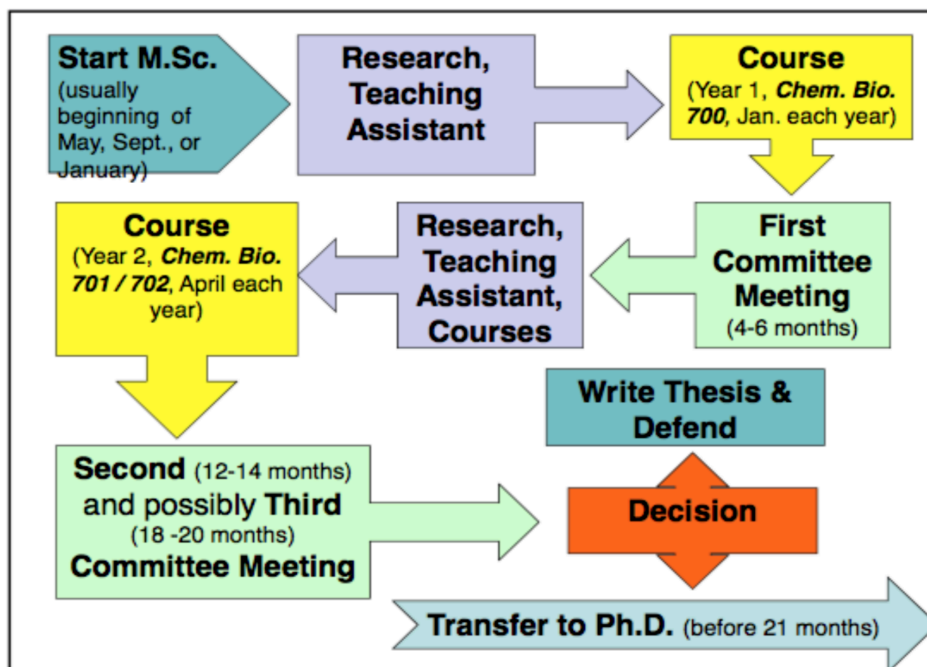 Start M.Sc.
(usually
beginning of
May, Sept., or
January)
Research,
Teaching
Assistant
Course
(Year 1, Chem. Bio.
700, Jan. each year)
First
Committee
Meeting
(4-6 months)
Research,
Teaching
Assistant,
Courses
Course
(Year 2, Chem. Bio.
701 / 702, April each
year)
Second (12-14 months)
and possibly Third
(18 -20 months)
Committee Meeting
Decision
Write Thesis &
Defend
Transfer to Ph.D. (before 21 months)